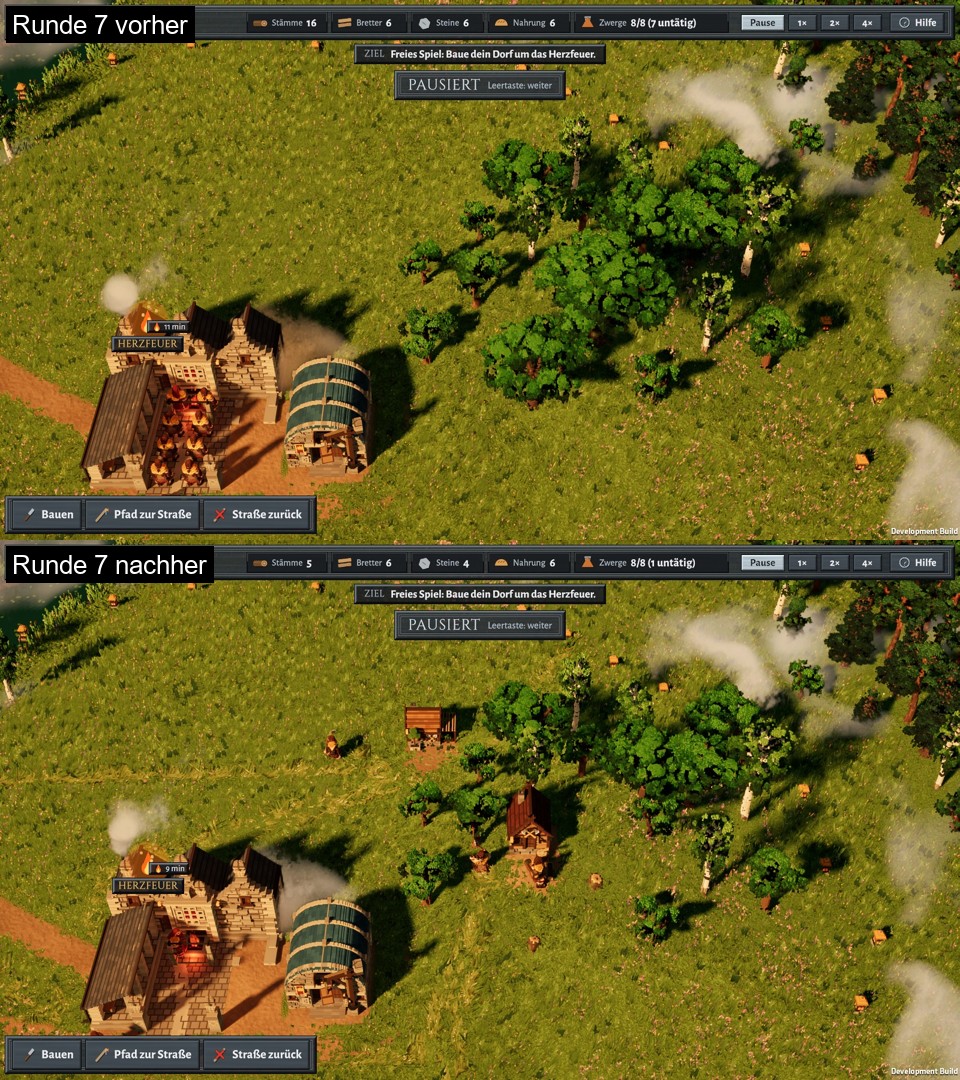 Runde 7 vorher
Stämme 16 Bretter 6 Steine 6 Nahrung 6 Zwerge 8/8 (7 untätig) Pause 1× 2× 4× Hilfe
ZIEL Freies Spiel: Baue dein Dorf um das Herzfeuer.
PAUSIERT Leertaste: weiter
11 min
HERZFEUER
Bauen Pfad zur Straße Straße zurück
Development Build
Runde 7 nachher
Stämme 5 Bretter 6 Steine 4 Nahrung 6 Zwerge 8/8 (1 untätig) Pause 1× 2× 4× Hilfe
ZIEL Freies Spiel: Baue dein Dorf um das Herzfeuer.
PAUSIERT Leertaste: weiter
9 min
HERZFEUER
Bauen Pfad zur Straße Straße zurück
Development Build